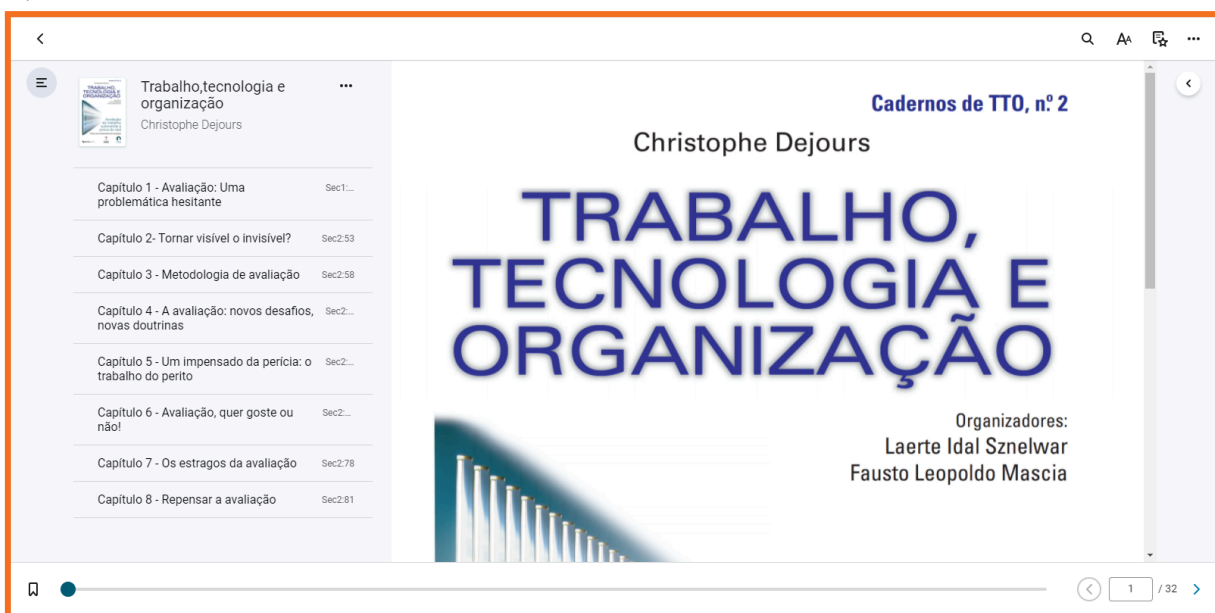 Trabalho,tecnologia e
organização
Christophe Dejours
Capítulo 1 - Avaliação: Uma
problemática hesitante
Sec1:...
Capítulo 2- Tornar visível o invisível?
Sec2:53
Capítulo 3 - Metodologia de avaliação
Sec2:58
Capítulo 4 - A avaliação: novos desafios,
novas doutrinas
Sec2:...
Capítulo 5 - Um impensado da perícia: o
trabalho do perito
Sec2:...
Capítulo 6 - Avaliação, quer goste ou
não!
Sec2:...
Capítulo 7 - Os estragos da avaliação
Sec2:78
Capítulo 8 - Repensar a avaliação
Sec2:81
Cadernos de TTO, n.º 2
Christophe Dejours
TRABALHO,
TECNOLOGIA E
ORGANIZAÇÃO
Organizadores:
Laerte Idal Sznelwar
Fausto Leopoldo Mascia
1 / 32